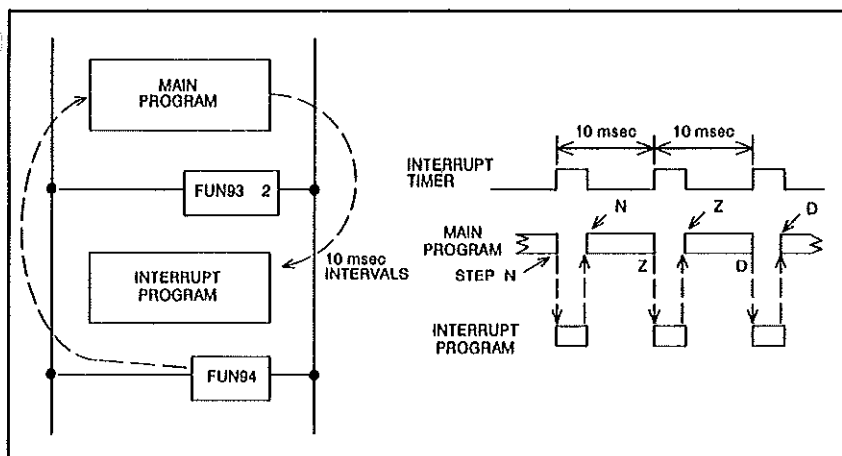 MAIN
PROGRAM
FUN93 2
10 msec
INTERVALS
INTERRUPT
PROGRAM
FUN94
10 msec 10 msec
INTERRUPT
TIMER
N Z D
MAIN
PROGRAM
STEP N Z D
INTERRUPT
PROGRAM